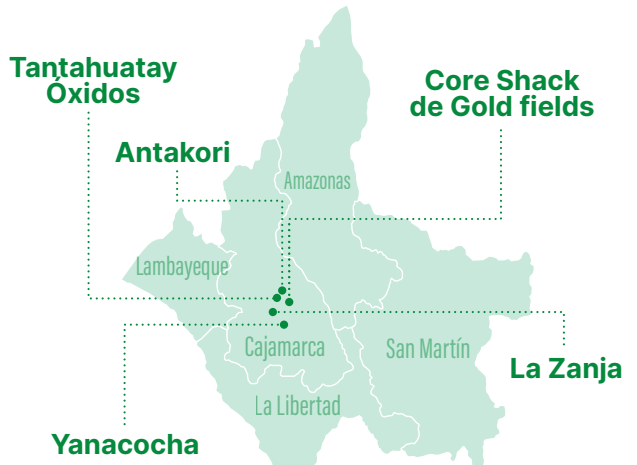 Tantahuatay
Óxidos
Core Shack
de Gold fields
Antakori
Amazonas
Lambayeque
Cajamarca
San Martín
La Zanja
La Libertad
Yanacocha